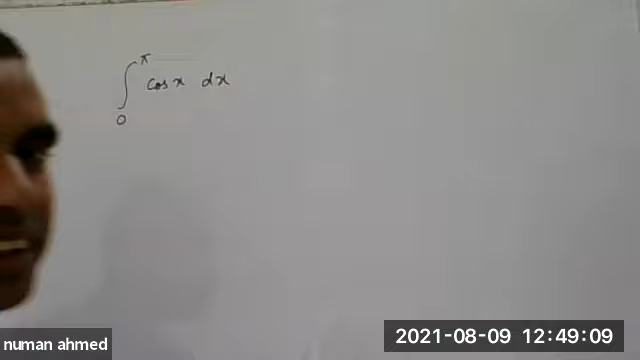 ∫₀^π cos x dx
numan ahmed
2021-08-09 12:49:09